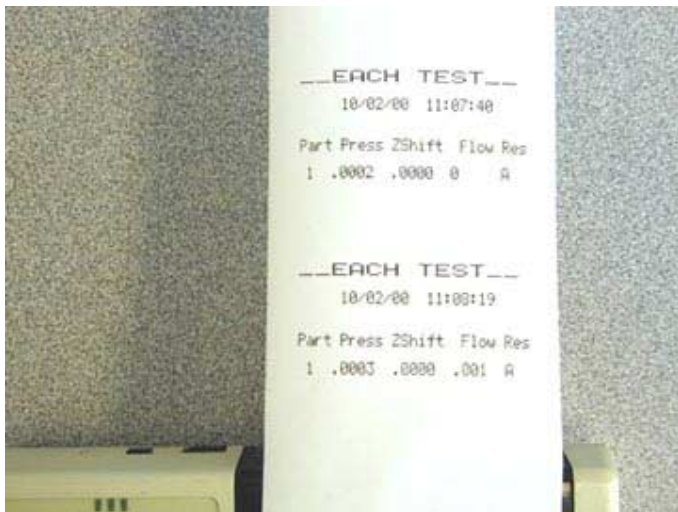 __EACH TEST__
10/02/00 11:07:40
Part Press ZShift Flow Res
1 .0002 .0000 0 A
__EACH TEST__
10/02/00 11:08:19
Part Press ZShift Flow Res
1 .0003 .0000 .001 A